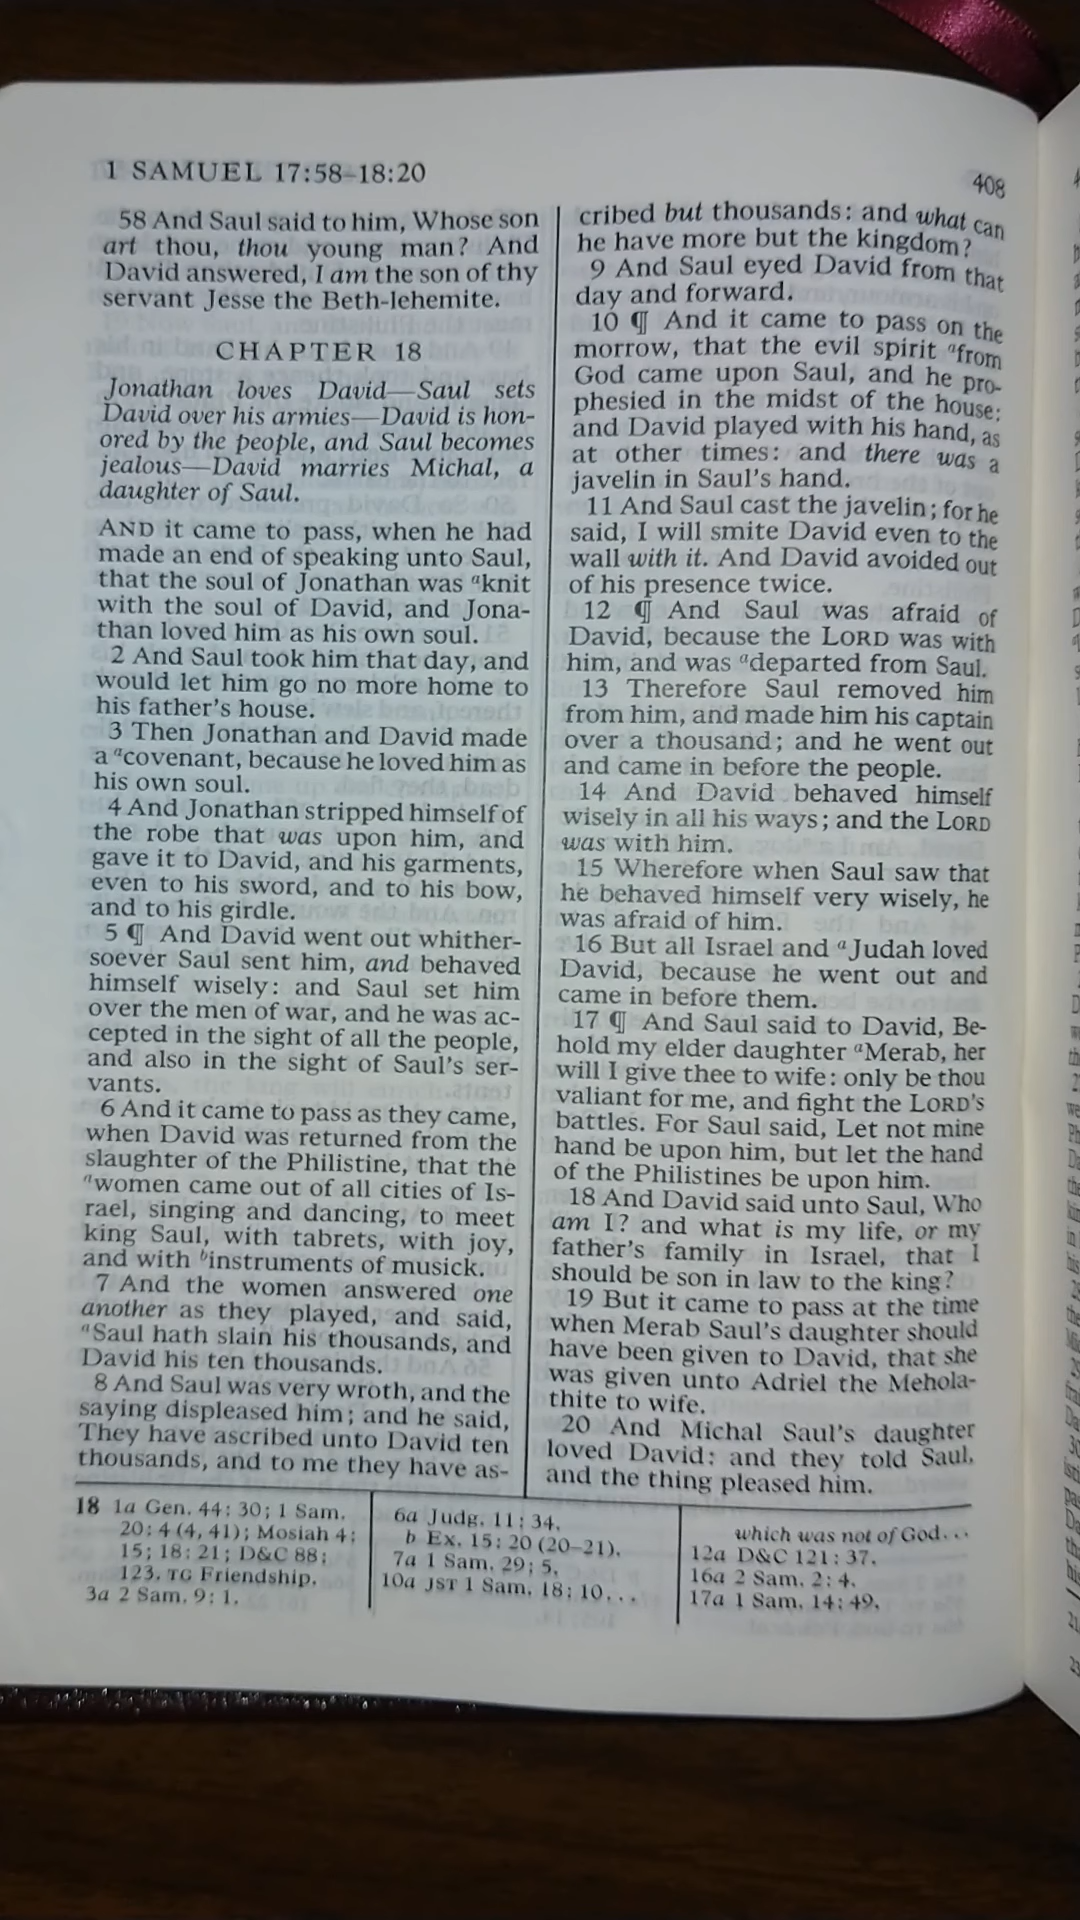 1 SAMUEL 17:58–18:20
408
58 And Saul said to him, Whose son
art thou, thou young man? And
David answered, I am the son of thy
servant Jesse the Beth-lehemite.
CHAPTER 18
Jonathan loves David—Saul sets
David over his armies—David is hon-
ored by the people, and Saul becomes
jealous—David marries Michal, a
daughter of Saul.
AND it came to pass, when he had
made an end of speaking unto Saul,
that the soul of Jonathan was aknit
with the soul of David, and Jona-
than loved him as his own soul.
2 And Saul took him that day, and
would let him go no more home to
his father's house.
3 Then Jonathan and David made
a acovenant, because he loved him as
his own soul.
4 And Jonathan stripped himself of
the robe that was upon him, and
gave it to David, and his garments,
even to his sword, and to his bow,
and to his girdle.
5 ¶ And David went out whither-
soever Saul sent him, and behaved
himself wisely: and Saul set him
over the men of war, and he was ac-
cepted in the sight of all the people,
and also in the sight of Saul's ser-
vants.
6 And it came to pass as they came,
when David was returned from the
slaughter of the Philistine, that the
awomen came out of all cities of Is-
rael, singing and dancing, to meet
king Saul, with tabrets, with joy,
and with binstruments of musick.
7 And the women answered one
another as they played, and said,
aSaul hath slain his thousands, and
David his ten thousands.
8 And Saul was very wroth, and the
saying displeased him; and he said,
They have ascribed unto David ten
thousands, and to me they have as-
cribed but thousands: and what can
he have more but the kingdom?
9 And Saul eyed David from that
day and forward.
10 ¶ And it came to pass on the
morrow, that the evil spirit afrom
God came upon Saul, and he pro-
phesied in the midst of the house:
and David played with his hand, as
at other times: and there was a
javelin in Saul's hand.
11 And Saul cast the javelin; for he
said, I will smite David even to the
wall with it. And David avoided out
of his presence twice.
12 ¶ And Saul was afraid of
David, because the LORD was with
him, and was adeparted from Saul.
13 Therefore Saul removed him
from him, and made him his captain
over a thousand; and he went out
and came in before the people.
14 And David behaved himself
wisely in all his ways; and the LORD
was with him.
15 Wherefore when Saul saw that
he behaved himself very wisely, he
was afraid of him.
16 But all Israel and aJudah loved
David, because he went out and
came in before them.
17 ¶ And Saul said to David, Be-
hold my elder daughter aMerab, her
will I give thee to wife: only be thou
valiant for me, and fight the LORD'S
battles. For Saul said, Let not mine
hand be upon him, but let the hand
of the Philistines be upon him.
18 And David said unto Saul, Who
am I? and what is my life, or my
father's family in Israel, that I
should be son in law to the king?
19 But it came to pass at the time
when Merab Saul's daughter should
have been given to David, that she
was given unto Adriel the Mehola-
thite to wife.
20 And Michal Saul's daughter
loved David: and they told Saul,
and the thing pleased him.
18 1a Gen. 44:30; 1 Sam.
20:4 (4, 41); Mosiah 4:
15; 18:21; D&C 88:
123. TG Friendship.
3a 2 Sam. 9:1.
6a Judg. 11:34.
b Ex. 15:20 (20–21).
7a 1 Sam. 29:5.
10a JST 1 Sam. 18:10...
which was not of God...
12a D&C 121:37.
16a 2 Sam. 2:4.
17a 1 Sam. 14:49.